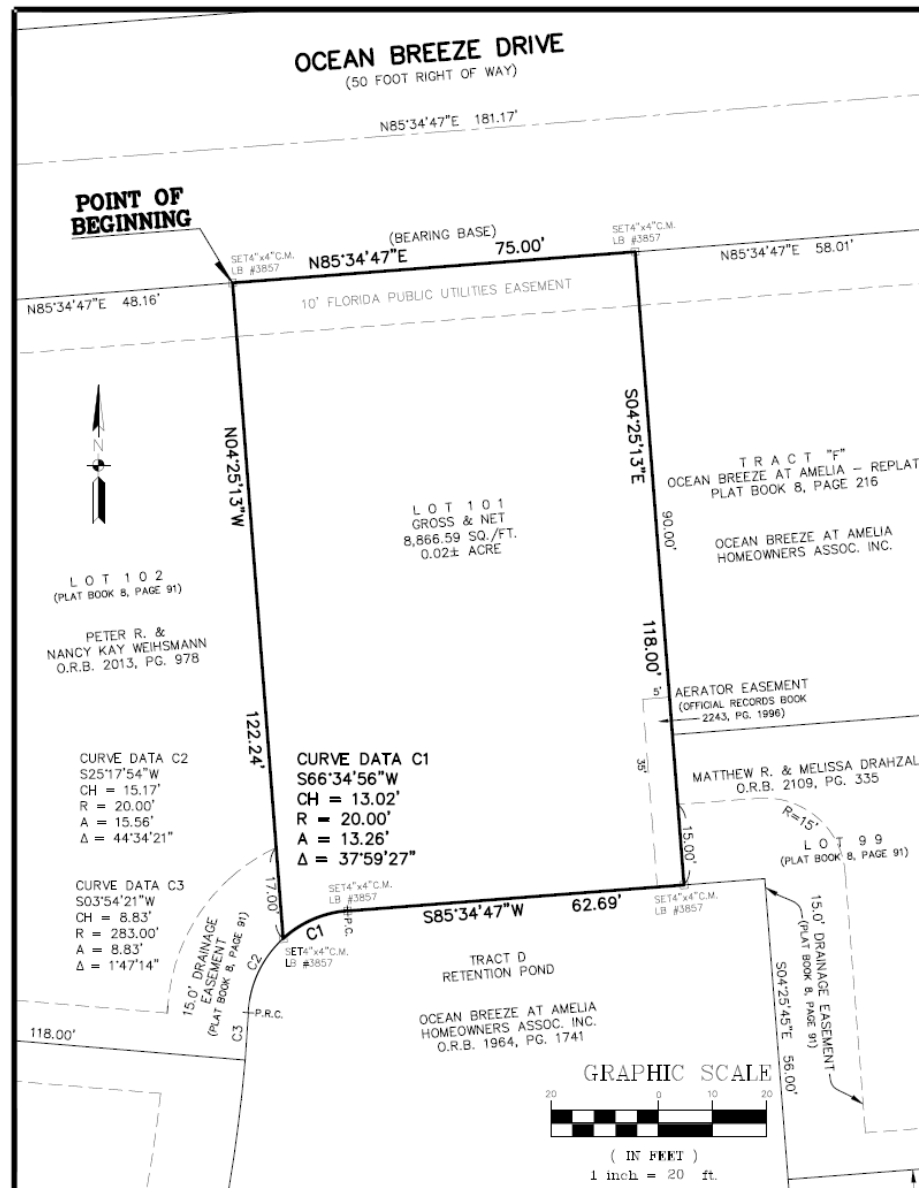 OCEAN BREEZE DRIVE
(50 FOOT RIGHT OF WAY)
N85°34'47"E 181.17'
POINT OF
BEGINNING
SET4"x4"C.M.
LB #3857
(BEARING BASE)
N85°34'47"E 75.00'
SET4"x4"C.M.
LB #3857
N85°34'47"E 58.01'
N85°34'47"E 48.16'
10' FLORIDA PUBLIC UTILITIES EASEMENT
N
N04°25'13"W
122.24'
17.00'
S04°25'13"E
118.00'
90.00'
15.00'
LOT 101
GROSS & NET
8,866.59 SQ./FT.
0.02± ACRE
TRACT "F"
OCEAN BREEZE AT AMELIA – REPLAT
PLAT BOOK 8, PAGE 216
OCEAN BREEZE AT AMELIA
HOMEOWNERS ASSOC. INC.
LOT 102
(PLAT BOOK 8, PAGE 91)
PETER R. &
NANCY KAY WEIHSMANN
O.R.B. 2013, PG. 978
5'
35'
AERATOR EASEMENT
(OFFICIAL RECORDS BOOK
2243, PG. 1996)
CURVE DATA C2
S25°17'54"W
CH = 15.17'
R = 20.00'
A = 15.56'
Δ = 44°34'21"
CURVE DATA C1
S66°34'56"W
CH = 13.02'
R = 20.00'
A = 13.26'
Δ = 37°59'27"
MATTHEW R. & MELISSA DRAHZAL
O.R.B. 2109, PG. 335
R=15'
LOT 99
(PLAT BOOK 8, PAGE 91)
CURVE DATA C3
S03°54'21"W
CH = 8.83'
R = 283.00'
A = 8.83'
Δ = 1°47'14"
SET4"x4"C.M.
LB #3857
P.C.
S85°34'47"W 62.69'
SET4"x4"C.M.
LB #3857
C1
SET4"x4"C.M.
LB #3857
C2
15.0' DRAINAGE
EASEMENT
(PLAT BOOK 8, PAGE 91)
P.R.C.
C3
118.00'
TRACT D
RETENTION POND
OCEAN BREEZE AT AMELIA
HOMEOWNERS ASSOC. INC.
O.R.B. 1964, PG. 1741
15.0' DRAINAGE EASEMENT
(PLAT BOOK 8, PAGE 91)
S04°25'45"E 56.00'
GRAPHIC SCALE
20 0 10 20
( IN FEET )
1 inch = 20 ft.